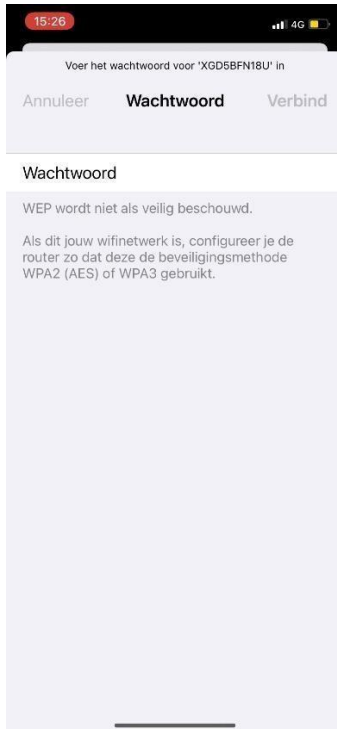 15:26
4G
Voer het wachtwoord voor 'XGD5BFN18U' in
Annuleer Wachtwoord Verbind
Wachtwoord
WEP wordt niet als veilig beschouwd.
Als dit jouw wifinetwerk is, configureer je de
router zo dat deze de beveiligingsmethode
WPA2 (AES) of WPA3 gebruikt.